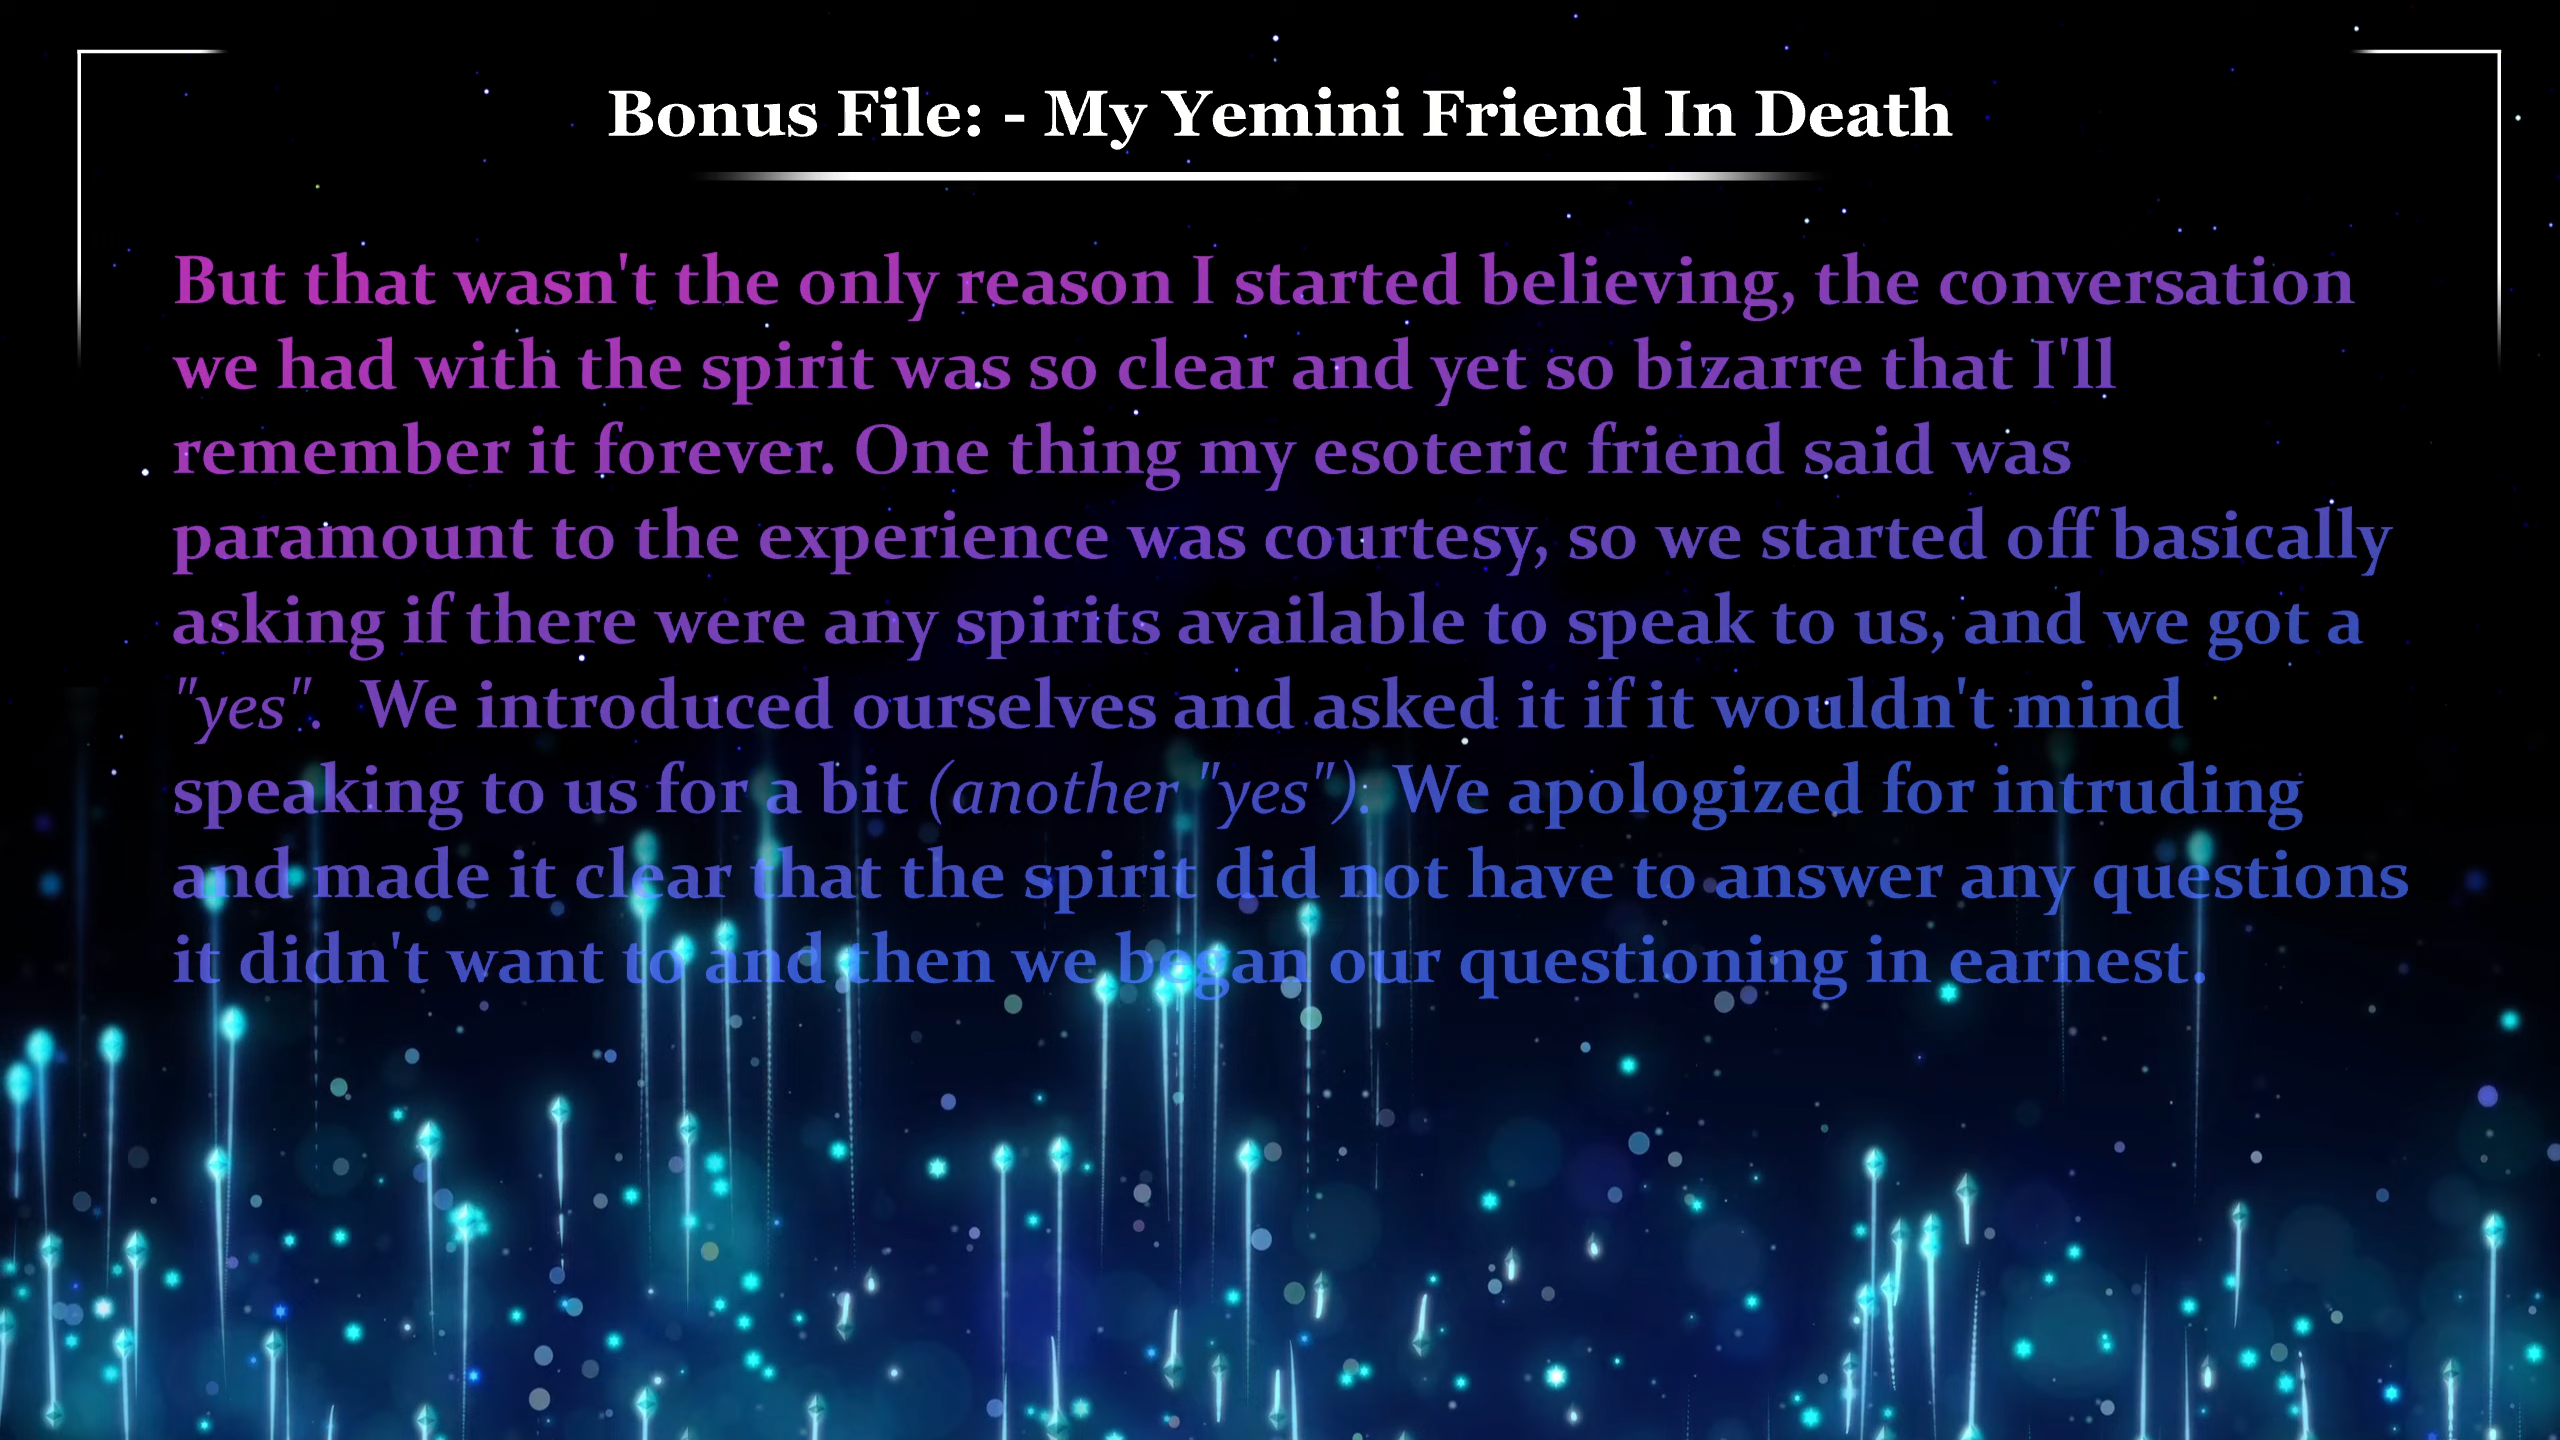 Bonus File: - My Yemini Friend In Death
But that wasn't the only reason I started believing, the conversation
we had with the spirit was so clear and yet so bizarre that I'll
remember it forever. One thing my esoteric friend said was
paramount to the experience was courtesy, so we started off basically
asking if there were any spirits available to speak to us, and we got a
"yes".  We introduced ourselves and asked it if it wouldn't mind
speaking to us for a bit (another "yes"). We apologized for intruding
and made it clear that the spirit did not have to answer any questions
it didn't want to and then we began our questioning in earnest.